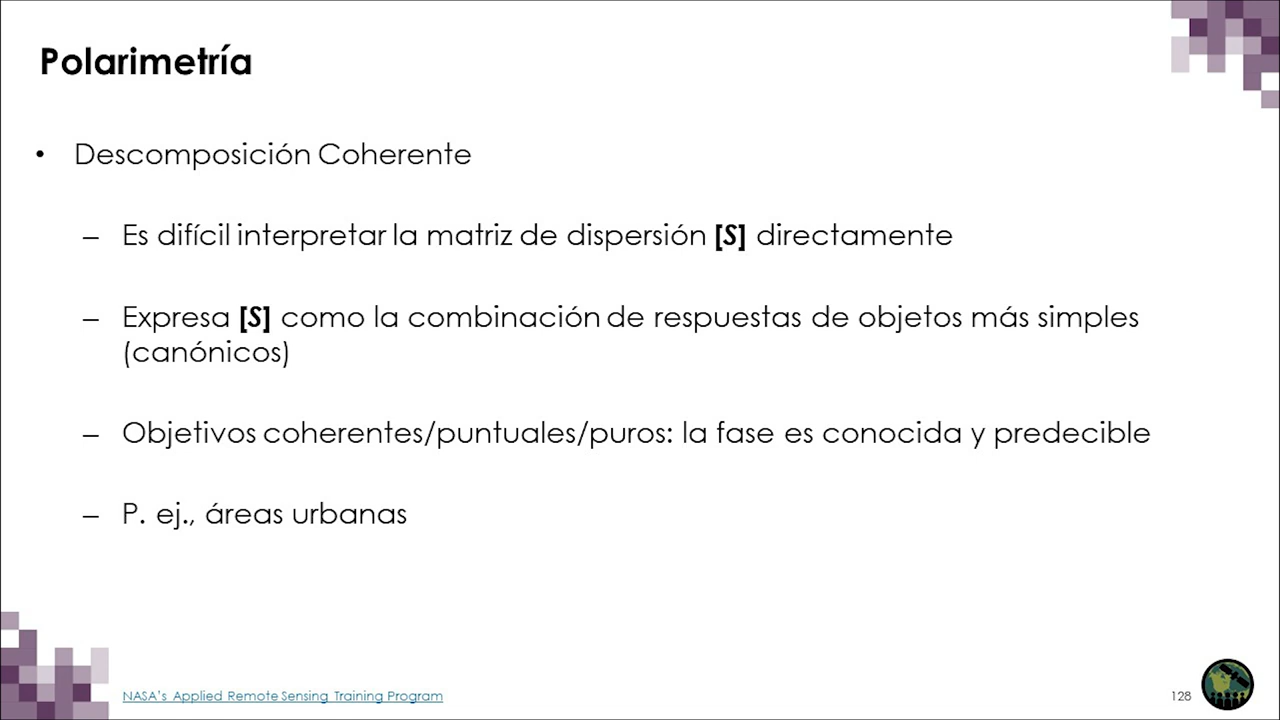 Polarimetría
• Descomposición Coherente
– Es difícil interpretar la matriz de dispersión [S] directamente
– Expresa [S] como la combinación de respuestas de objetos más simples
(canónicos)
– Objetivos coherentes/puntuales/puros: la fase es conocida y predecible
– P. ej., áreas urbanas
NASA's Applied Remote Sensing Training Program
128